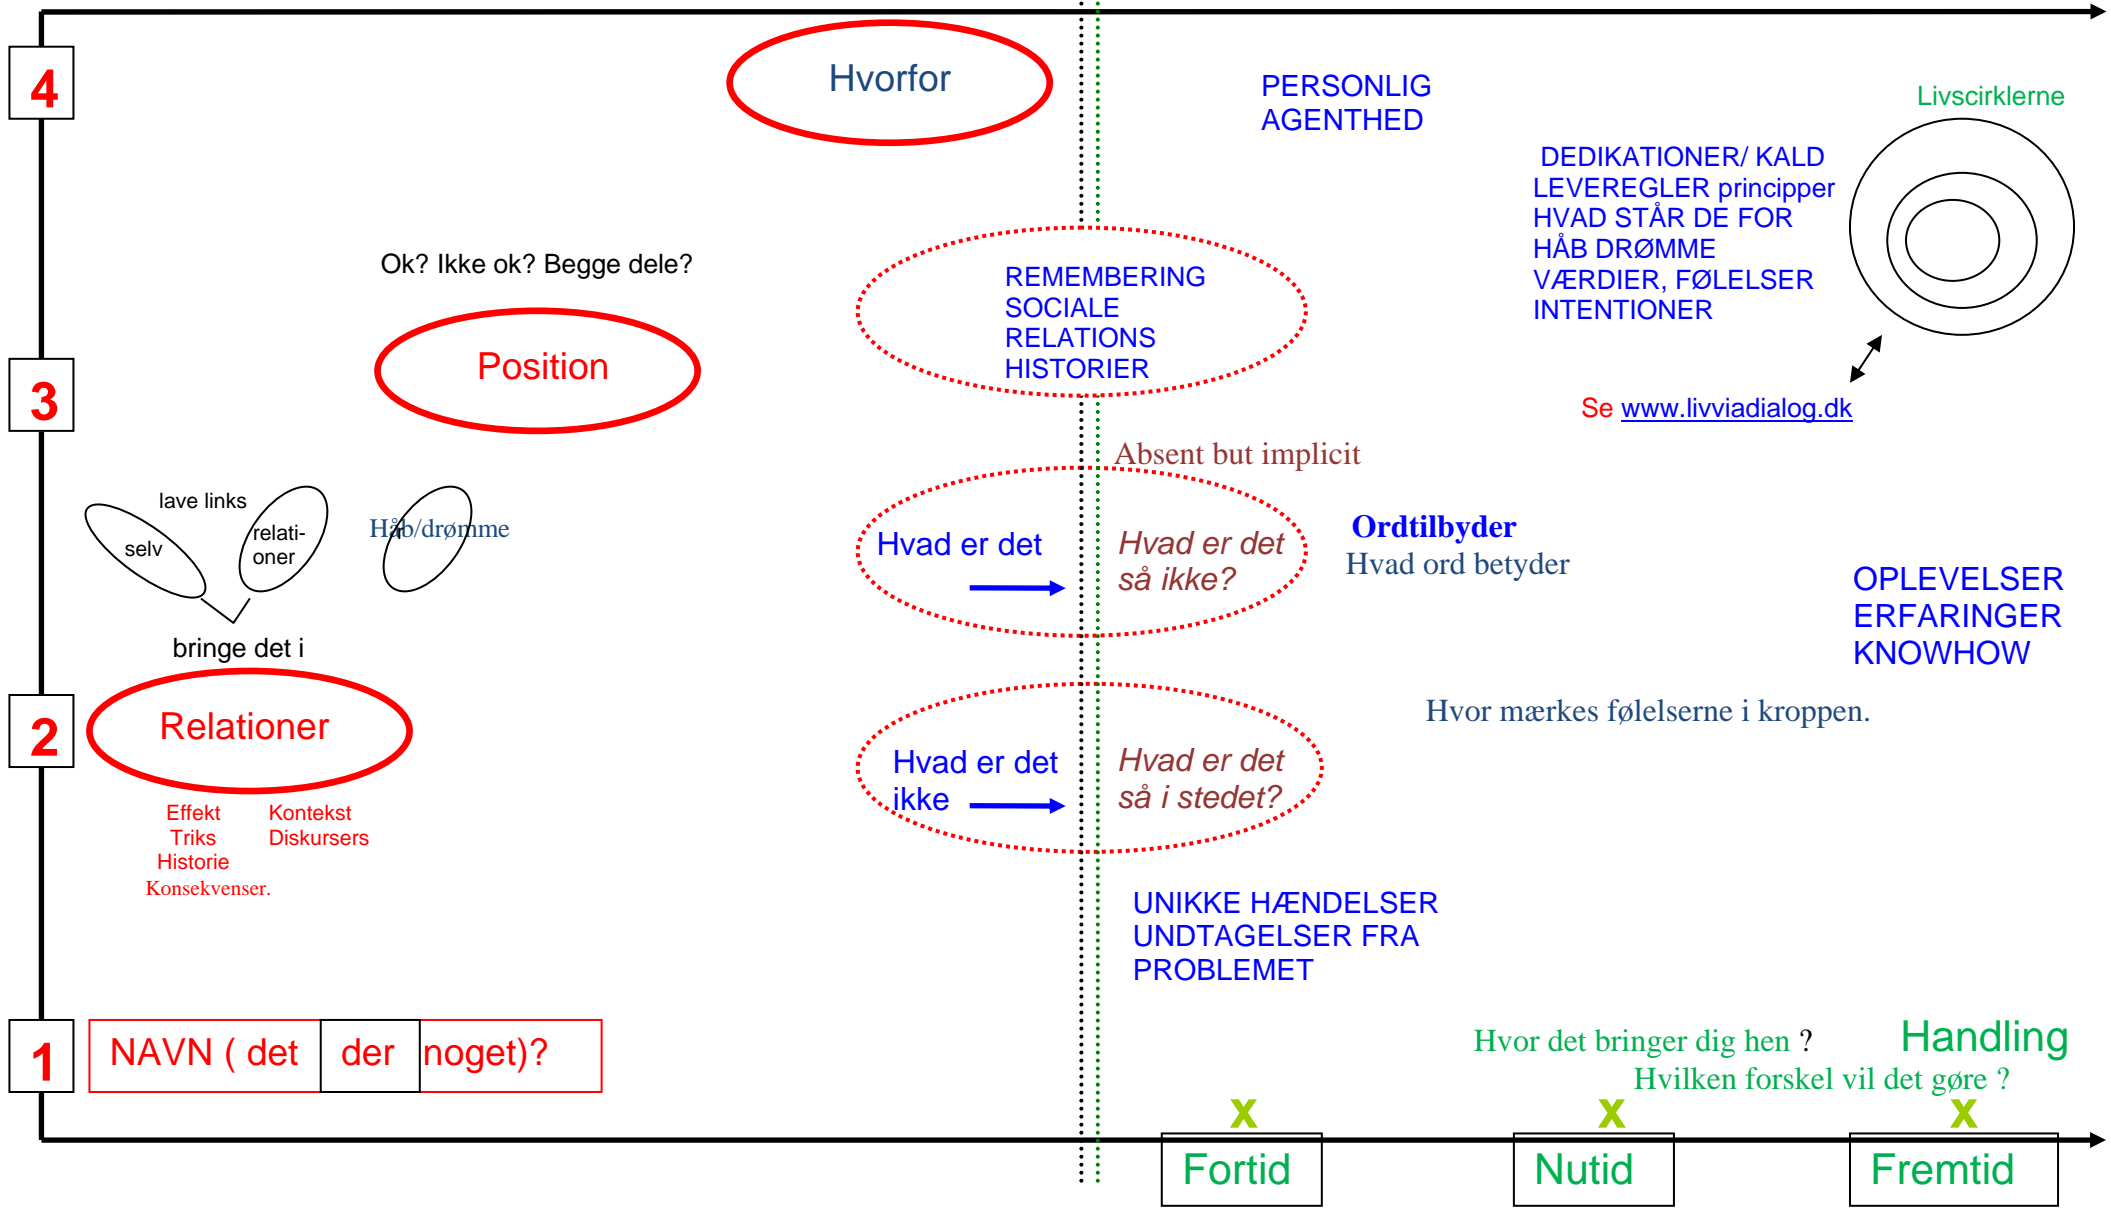 4
Hvorfor
PERSONLIG
AGENTHED
Livscirklerne
DEDIKATIONER/ KALD
LEVEREGLER principper
HVAD STÅR DE FOR
HÅB DRØMME
VÆRDIER, FØLELSER
INTENTIONER
Ok? Ikke ok? Begge dele?
REMEMBERING
SOCIALE
RELATIONS
HISTORIER
3
Position
Se www.livviadialog.dk
Absent but implicit
lave links
selv
relati-
oner
Håb/drømme
Hvad er det
Hvad er det
så ikke?
Ordtilbyder
Hvad ord betyder
OPLEVELSER
ERFARINGER
KNOWHOW
bringe det i
2
Relationer
Hvor mærkes følelserne i kroppen.
Hvad er det
ikke
Hvad er det
så i stedet?
Effekt
Triks
Historie
Konsekvenser.
Kontekst
Diskursers
UNIKKE HÆNDELSER
UNDTAGELSER FRA
PROBLEMET
1
NAVN ( det der noget)?
Hvor det bringer dig hen ?
Handling
Hvilken forskel vil det gøre ?
x x x
Fortid
Nutid
Fremtid